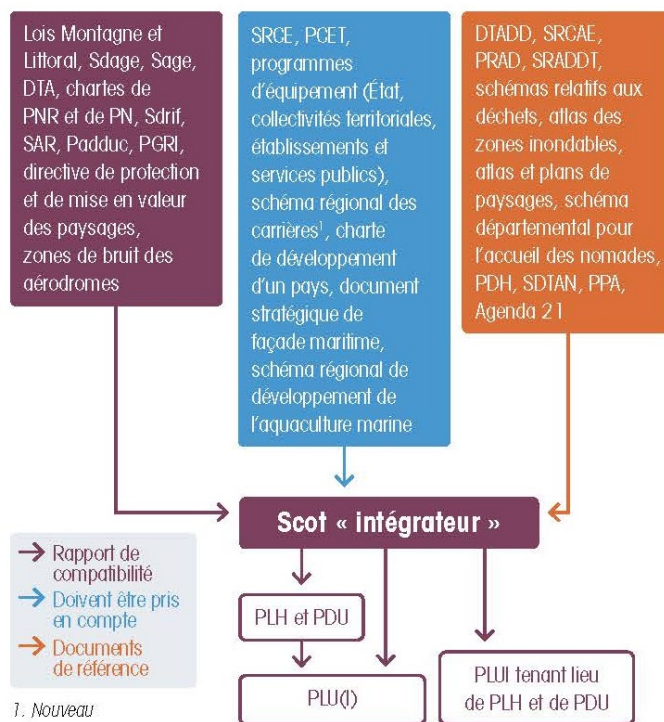 Lois Montagne et
Littoral, Sdage, Sage,
DTA, chartes de
PNR et de PN, Sdrif,
SAR, Padduc, PGRI,
directive de protection
et de mise en valeur
des paysages,
zones de bruit des
aérodromes
SRCE, PCET,
programmes
d'équipement (État,
collectivités territoriales,
établissements et
services publics),
schéma régional des
carrières¹, charte
de développement
d'un pays, document
stratégique de
façade maritime,
schéma régional de
développement de
l'aquaculture marine
DTADD, SRCAE,
PRAD, SRADDT,
schémas relatifs aux
déchets, atlas des
zones inondables,
atlas et plans de
paysages, schéma
départemental pour
l'accueil des nomades,
PDH, SDTAN, PPA,
Agenda 21
Scot « intégrateur »
Rapport de
compatibilité
Doivent être pris
en compte
Documents
de référence
PLH et PDU
PLU(I)
PLUI tenant lieu
de PLH et de PDU
1. Nouveau